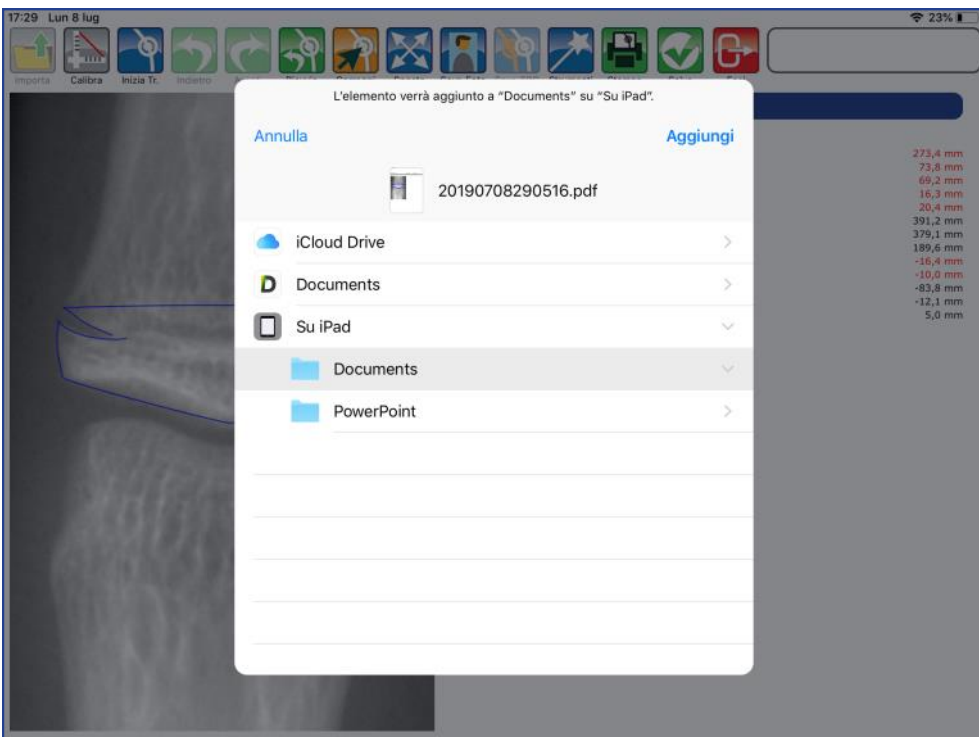 17:29 Lun 8 lug
23%
Importa Calibra Inizia Tr. Indietro
L'elemento verrà aggiunto a "Documents" su "Su iPad".
Annulla
Aggiungi
20190708290516.pdf
iCloud Drive
Documents
Su iPad
Documents
PowerPoint
273,4 mm
73,8 mm
69,2 mm
16,3 mm
20,4 mm
391,2 mm
379,1 mm
189,6 mm
-16,4 mm
-10,0 mm
-83,8 mm
-12,1 mm
5,0 mm